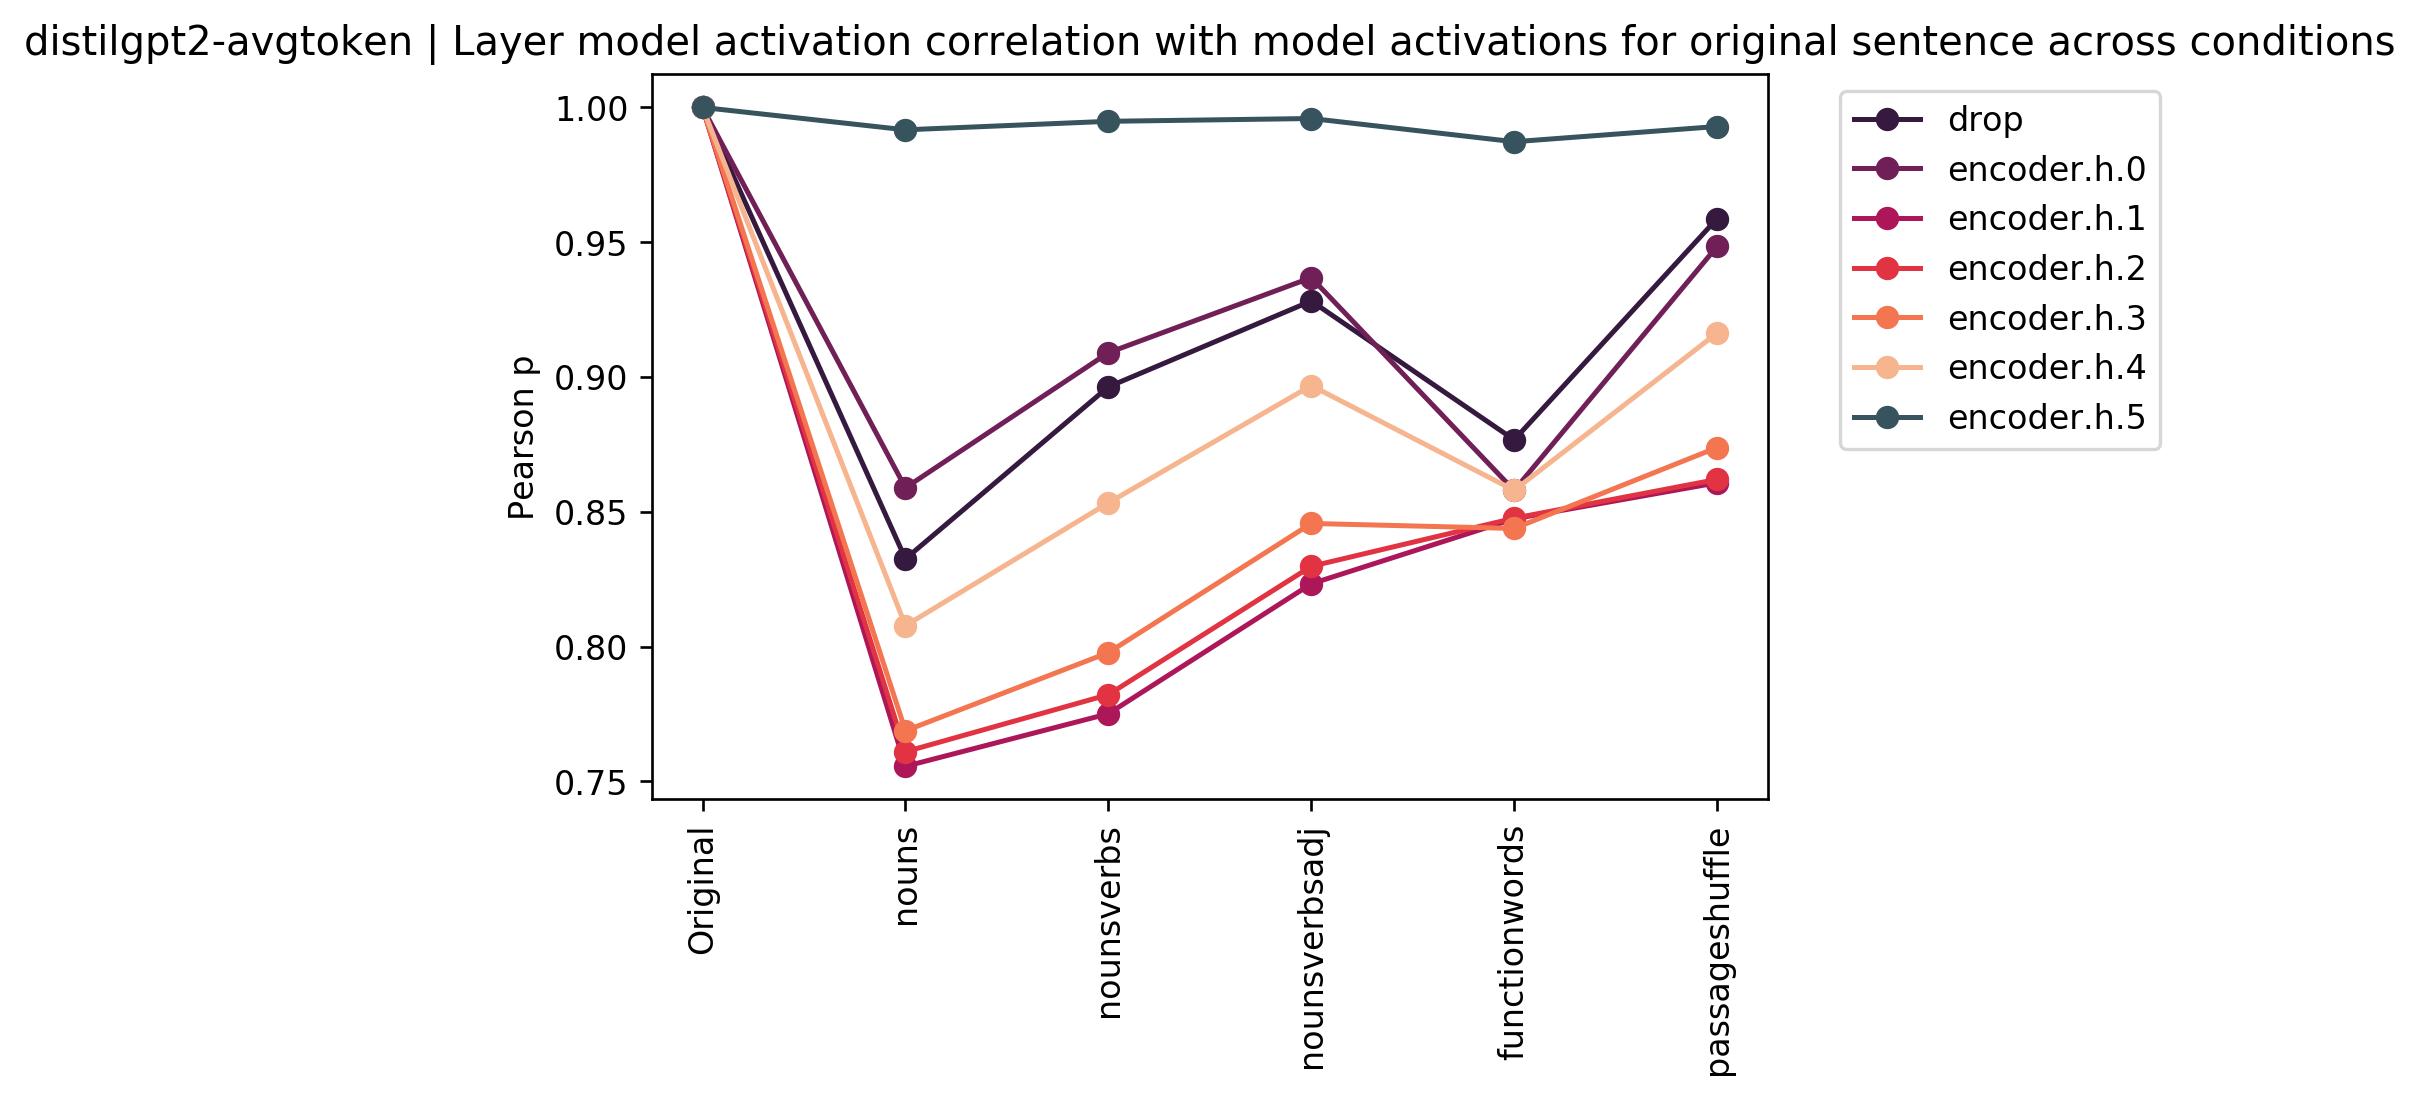 distilgpt2-avgtoken | Layer model activation correlation with model activations for original sentence across conditions
1.00
0.95
0.90
0.85
0.80
0.75
Pearson p
Original
nouns
nounsverbs
nounsverbsadj
functionwords
passageshuffle
drop
encoder.h.0
encoder.h.1
encoder.h.2
encoder.h.3
encoder.h.4
encoder.h.5